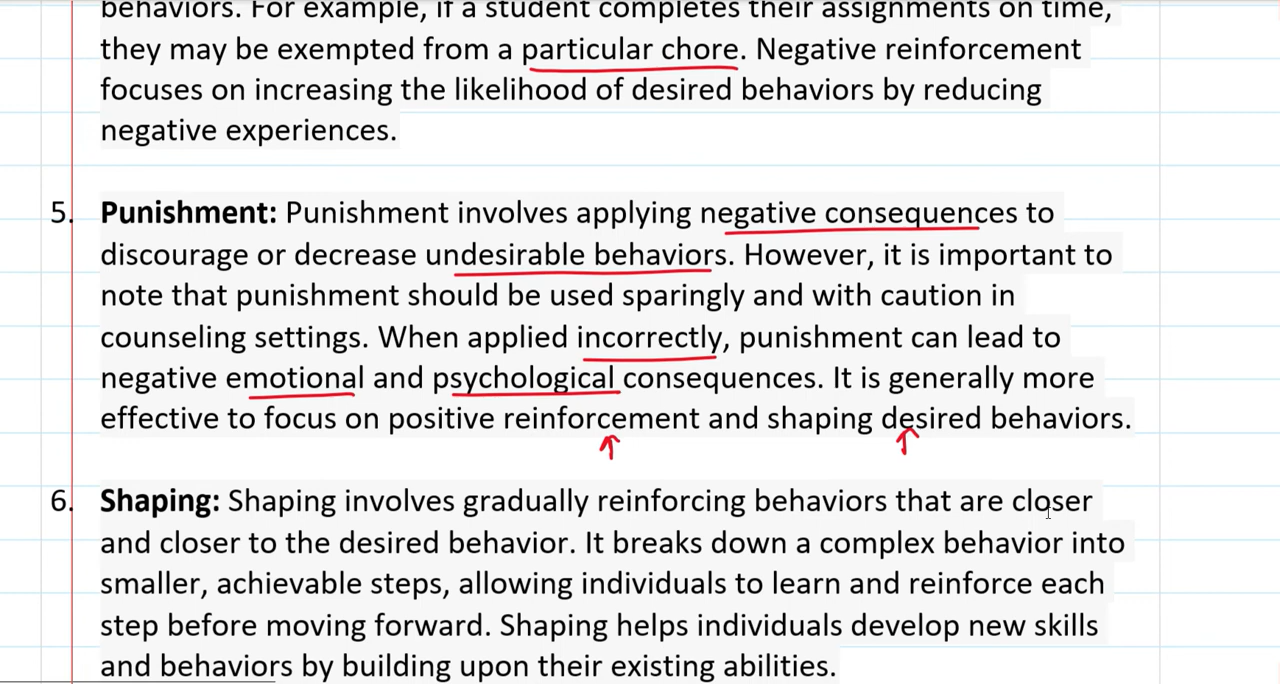 behaviors. For example, if a student completes their assignments on time,
they may be exempted from a particular chore. Negative reinforcement
focuses on increasing the likelihood of desired behaviors by reducing
negative experiences.
5. Punishment: Punishment involves applying negative consequences to
discourage or decrease undesirable behaviors. However, it is important to
note that punishment should be used sparingly and with caution in
counseling settings. When applied incorrectly, punishment can lead to
negative emotional and psychological consequences. It is generally more
effective to focus on positive reinforcement and shaping desired behaviors.
6. Shaping: Shaping involves gradually reinforcing behaviors that are closer
and closer to the desired behavior. It breaks down a complex behavior into
smaller, achievable steps, allowing individuals to learn and reinforce each
step before moving forward. Shaping helps individuals develop new skills
and behaviors by building upon their existing abilities.